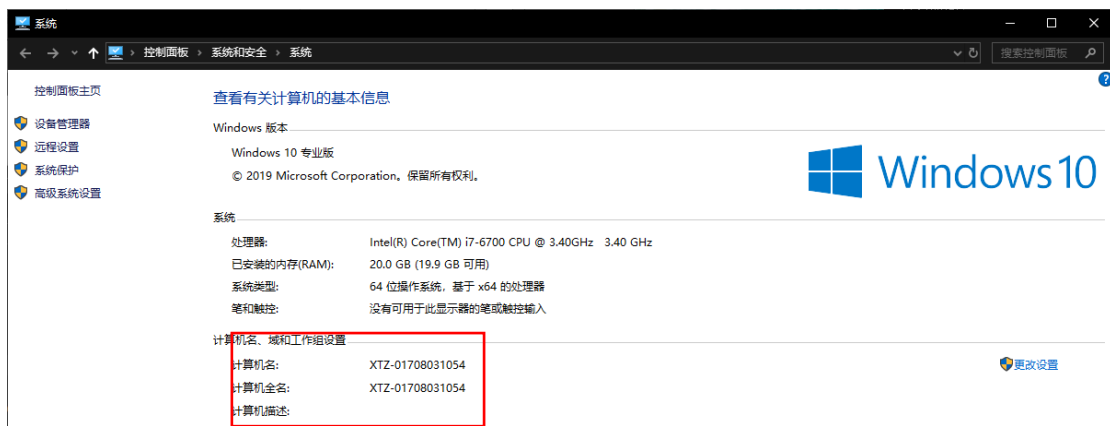 系统
控制面板 › 系统和安全 › 系统
搜索控制面板
控制面板主页
设备管理器
远程设置
系统保护
高级系统设置
查看有关计算机的基本信息
Windows 版本
Windows 10 专业版
© 2019 Microsoft Corporation。保留所有权利。
Windows 10
系统
处理器: Intel(R) Core(TM) i7-6700 CPU @ 3.40GHz 3.40 GHz
已安装的内存(RAM): 20.0 GB (19.9 GB 可用)
系统类型: 64 位操作系统，基于 x64 的处理器
笔和触控: 没有可用于此显示器的笔或触控输入
计算机名、域和工作组设置
计算机名: XTZ-01708031054
更改设置
计算机全名: XTZ-01708031054
计算机描述: